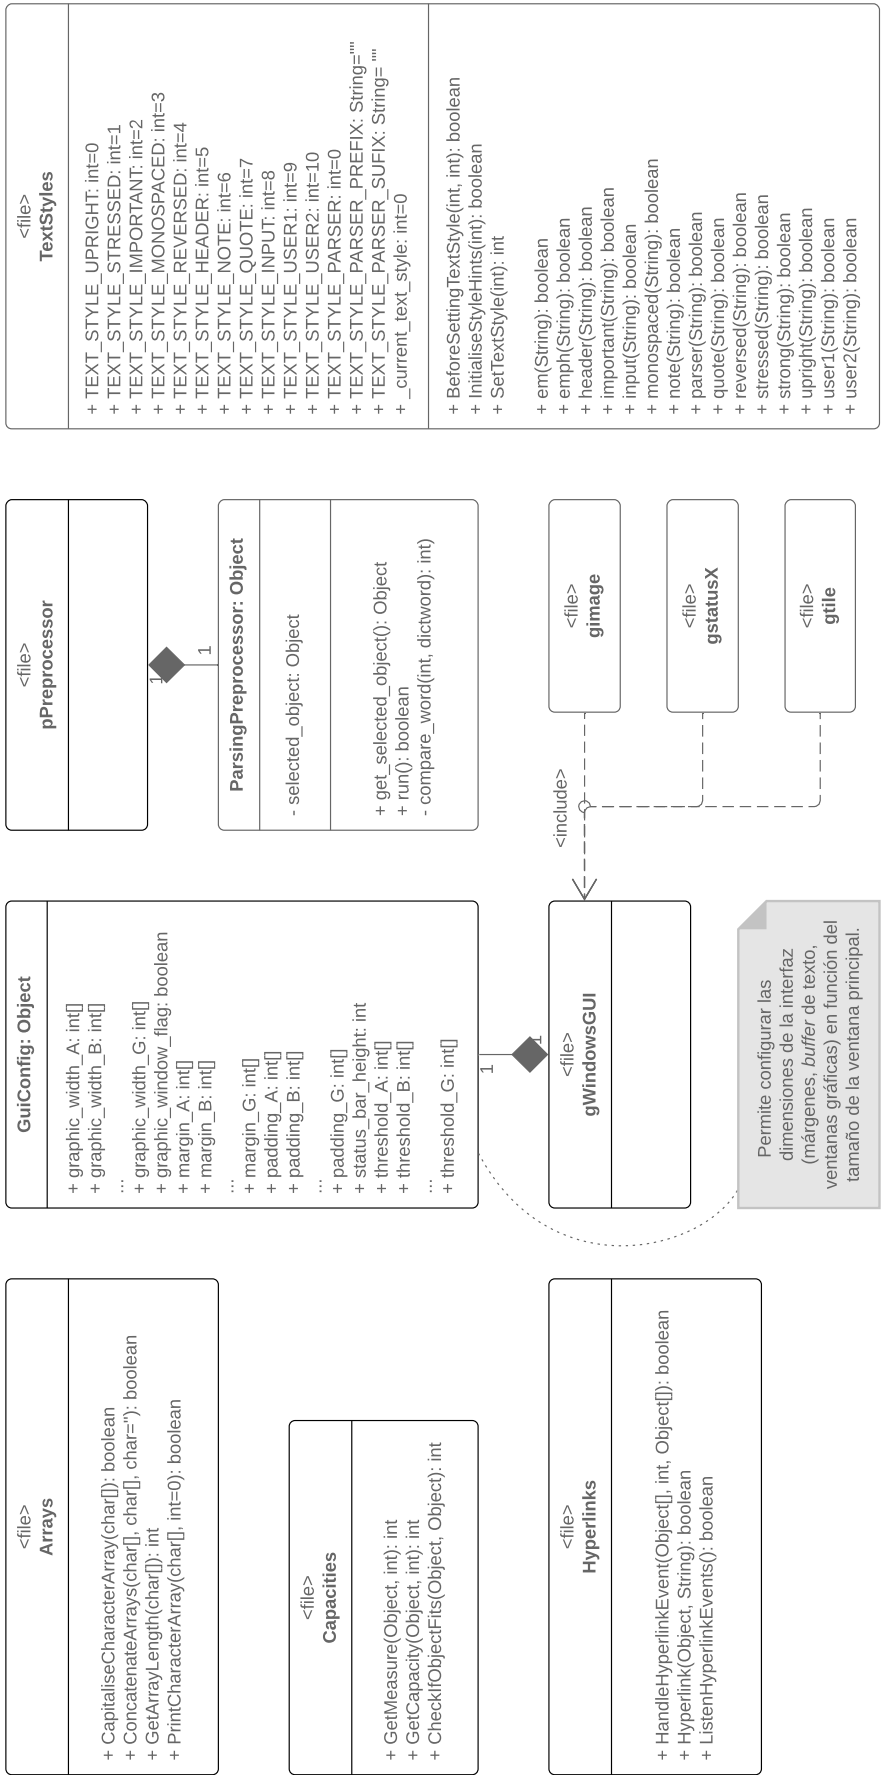 <file>
Arrays
+ CapitaliseCharacterArray(char[]): boolean
+ ConcatenateArrays(char[], char[], char=''): boolean
+ GetArrayLength(char[]): int
+ PrintCharacterArray(char[], int=0): boolean
<file>
Capacities
+ GetMeasure(Object, int): int
+ GetCapacity(Object, int): int
+ CheckIfObjectFits(Object, Object): int
<file>
Hyperlinks
+ HandleHyperlinkEvent(Object[], int, Object[]): boolean
+ Hyperlink(Object, String): boolean
+ ListenHyperlinkEvents(): boolean
GuiConfig: Object
+ graphic_width_A: int[]
+ graphic_width_B: int[]
...
+ graphic_width_G: int[]
+ graphic_window_flag: boolean
+ margin_A: int[]
+ margin_B: int[]
...
+ margin_G: int[]
+ padding_A: int[]
+ padding_B: int[]
...
+ padding_G: int[]
+ status_bar_height: int
+ threshold_A: int[]
+ threshold_B: int[]
...
+ threshold_G: int[]
1
1
<file>
gWindowsGUI
Permite configurar las
dimensiones de la interfaz
(márgenes, buffer de texto,
ventanas gráficas) en función del
tamaño de la ventana principal.
<file>
pPreprocessor
1
1
ParsingPreprocessor: Object
- selected_object: Object
+ get_selected_object(): Object
+ run(): boolean
- compare_word(int, dictword): int)
<include>
<file>
gimage
<file>
gstatusX
<file>
gtile
<file>
TextStyles
+ TEXT_STYLE_UPRIGHT: int=0
+ TEXT_STYLE_STRESSED: int=1
+ TEXT_STYLE_IMPORTANT: int=2
+ TEXT_STYLE_MONOSPACED: int=3
+ TEXT_STYLE_REVERSED: int=4
+ TEXT_STYLE_HEADER: int=5
+ TEXT_STYLE_NOTE: int=6
+ TEXT_STYLE_QUOTE: int=7
+ TEXT_STYLE_INPUT: int=8
+ TEXT_STYLE_USER1: int=9
+ TEXT_STYLE_USER2: int=10
+ TEXT_STYLE_PARSER: int=0
+ TEXT_STYLE_PARSER_PREFIX: String=""
+ TEXT_STYLE_PARSER_SUFIX: String= ""
+ _current_text_style: int=0
+ BeforeSettingTextStyle(int, int): boolean
+ InitialiseStyleHints(int): boolean
+ SetTextStyle(int): int
+ em(String): boolean
+ emph(String): boolean
+ header(String): boolean
+ important(String): boolean
+ input(String): boolean
+ monospaced(String): boolean
+ note(String): boolean
+ parser(String): boolean
+ quote(String): boolean
+ reversed(String): boolean
+ stressed(String): boolean
+ strong(String): boolean
+ upright(String): boolean
+ user1(String): boolean
+ user2(String): boolean